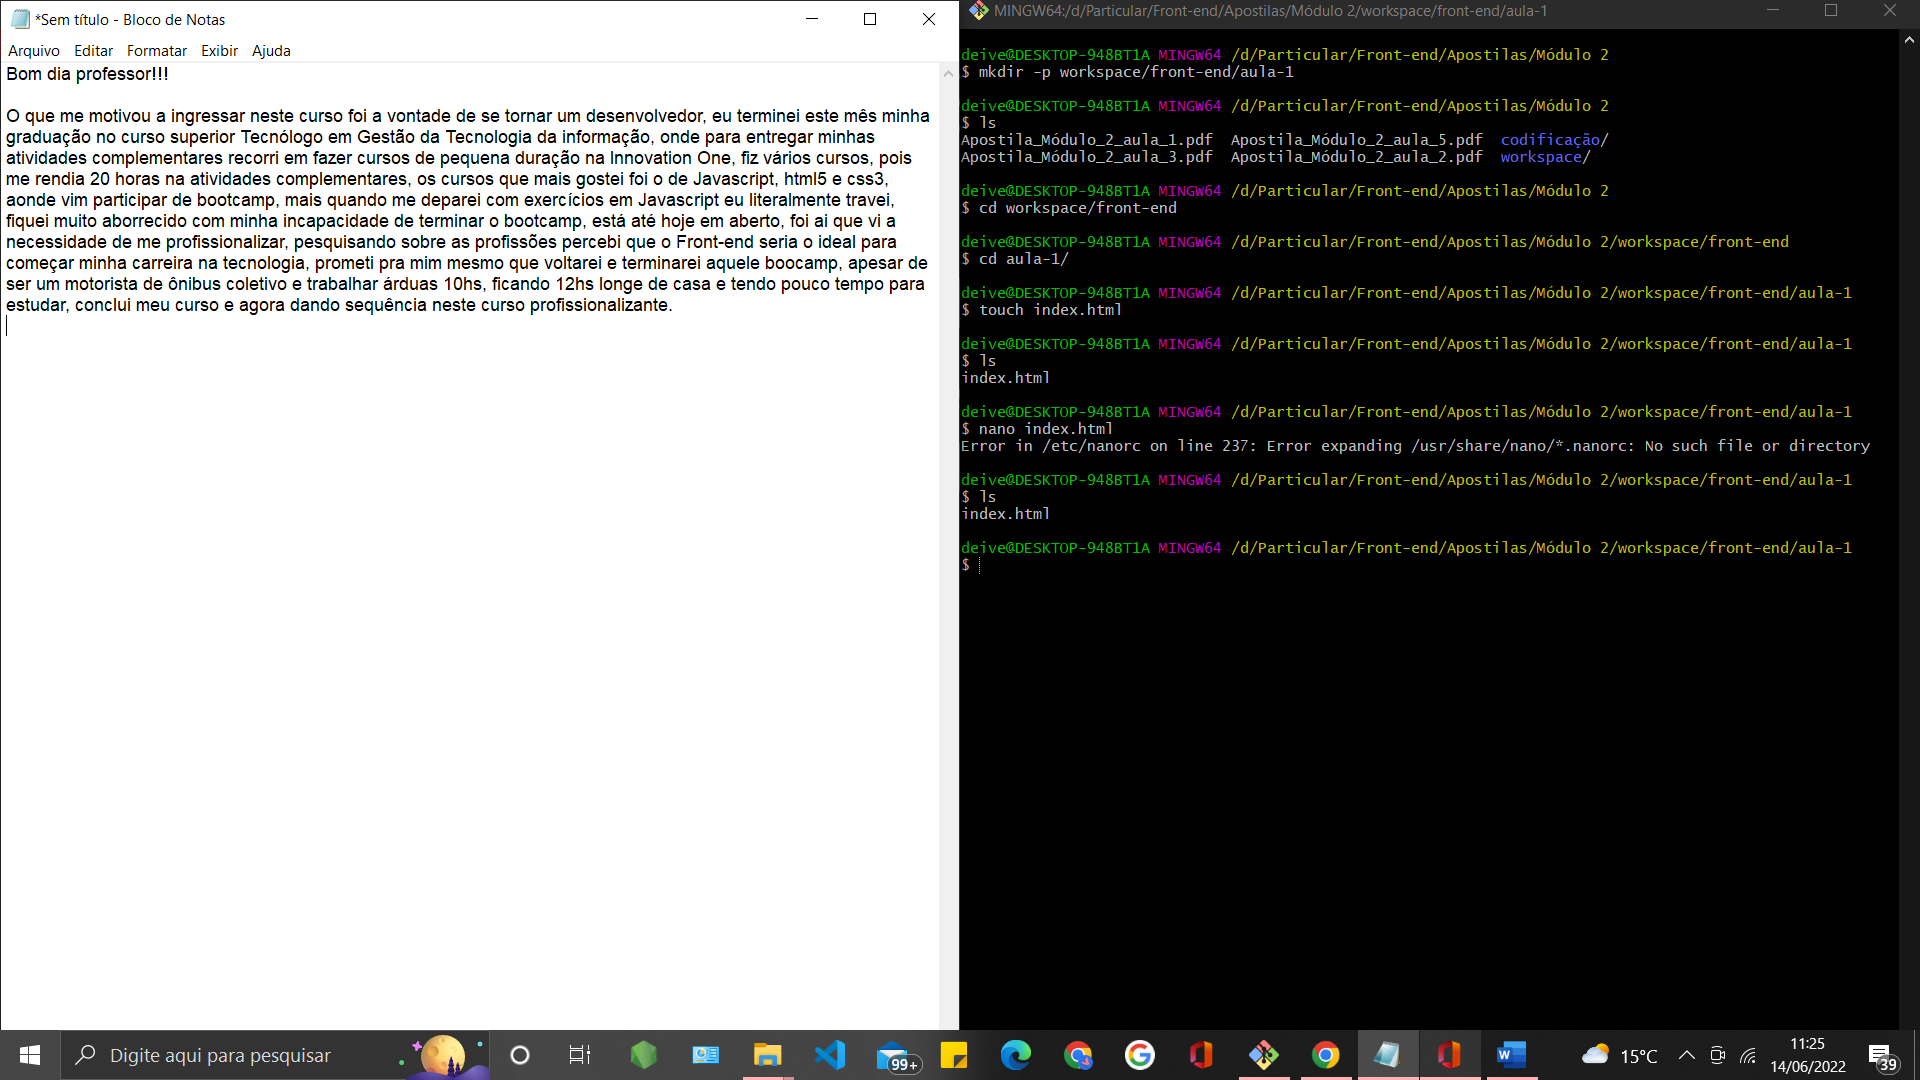 *Sem título - Bloco de Notas
Arquivo Editar Formatar Exibir Ajuda
Bom dia professor!!!
O que me motivou a ingressar neste curso foi a vontade de se tornar um desenvolvedor, eu terminei este mês minha
graduação no curso superior Tecnólogo em Gestão da Tecnologia da informação, onde para entregar minhas
atividades complementares recorri em fazer cursos de pequena duração na Innovation One, fiz vários cursos, pois
me rendia 20 horas na atividades complementares, os cursos que mais gostei foi o de Javascript, html5 e css3,
aonde vim participar de bootcamp, mais quando me deparei com exercícios em Javascript eu literalmente travei,
fiquei muito aborrecido com minha incapacidade de terminar o bootcamp, está até hoje em aberto, foi ai que vi a
necessidade de me profissionalizar, pesquisando sobre as profissões percebi que o Front-end seria o ideal para
começar minha carreira na tecnologia, prometi pra mim mesmo que voltarei e terminarei aquele boocamp, apesar de
ser um motorista de ônibus coletivo e trabalhar árduas 10hs, ficando 12hs longe de casa e tendo pouco tempo para
estudar, conclui meu curso e agora dando sequência neste curso profissionalizante.
MINGW64:/d/Particular/Front-end/Apostilas/Módulo 2/workspace/front-end/aula-1
deive@DESKTOP-948BT1A MINGW64 /d/Particular/Front-end/Apostilas/Módulo 2
$ mkdir -p workspace/front-end/aula-1
deive@DESKTOP-948BT1A MINGW64 /d/Particular/Front-end/Apostilas/Módulo 2
$ ls
Apostila_Módulo_2_aula_1.pdf Apostila_Módulo_2_aula_5.pdf codificação/
Apostila_Módulo_2_aula_3.pdf Apostila_Módulo_2_aula_2.pdf workspace/
deive@DESKTOP-948BT1A MINGW64 /d/Particular/Front-end/Apostilas/Módulo 2
$ cd workspace/front-end
deive@DESKTOP-948BT1A MINGW64 /d/Particular/Front-end/Apostilas/Módulo 2/workspace/front-end
$ cd aula-1/
deive@DESKTOP-948BT1A MINGW64 /d/Particular/Front-end/Apostilas/Módulo 2/workspace/front-end/aula-1
$ touch index.html
deive@DESKTOP-948BT1A MINGW64 /d/Particular/Front-end/Apostilas/Módulo 2/workspace/front-end/aula-1
$ ls
index.html
deive@DESKTOP-948BT1A MINGW64 /d/Particular/Front-end/Apostilas/Módulo 2/workspace/front-end/aula-1
$ nano index.html
Error in /etc/nanorc on line 237: Error expanding /usr/share/nano/*.nanorc: No such file or directory
deive@DESKTOP-948BT1A MINGW64 /d/Particular/Front-end/Apostilas/Módulo 2/workspace/front-end/aula-1
$ ls
index.html
deive@DESKTOP-948BT1A MINGW64 /d/Particular/Front-end/Apostilas/Módulo 2/workspace/front-end/aula-1
$
Digite aqui para pesquisar
99+
15°C
11:25
14/06/2022
39